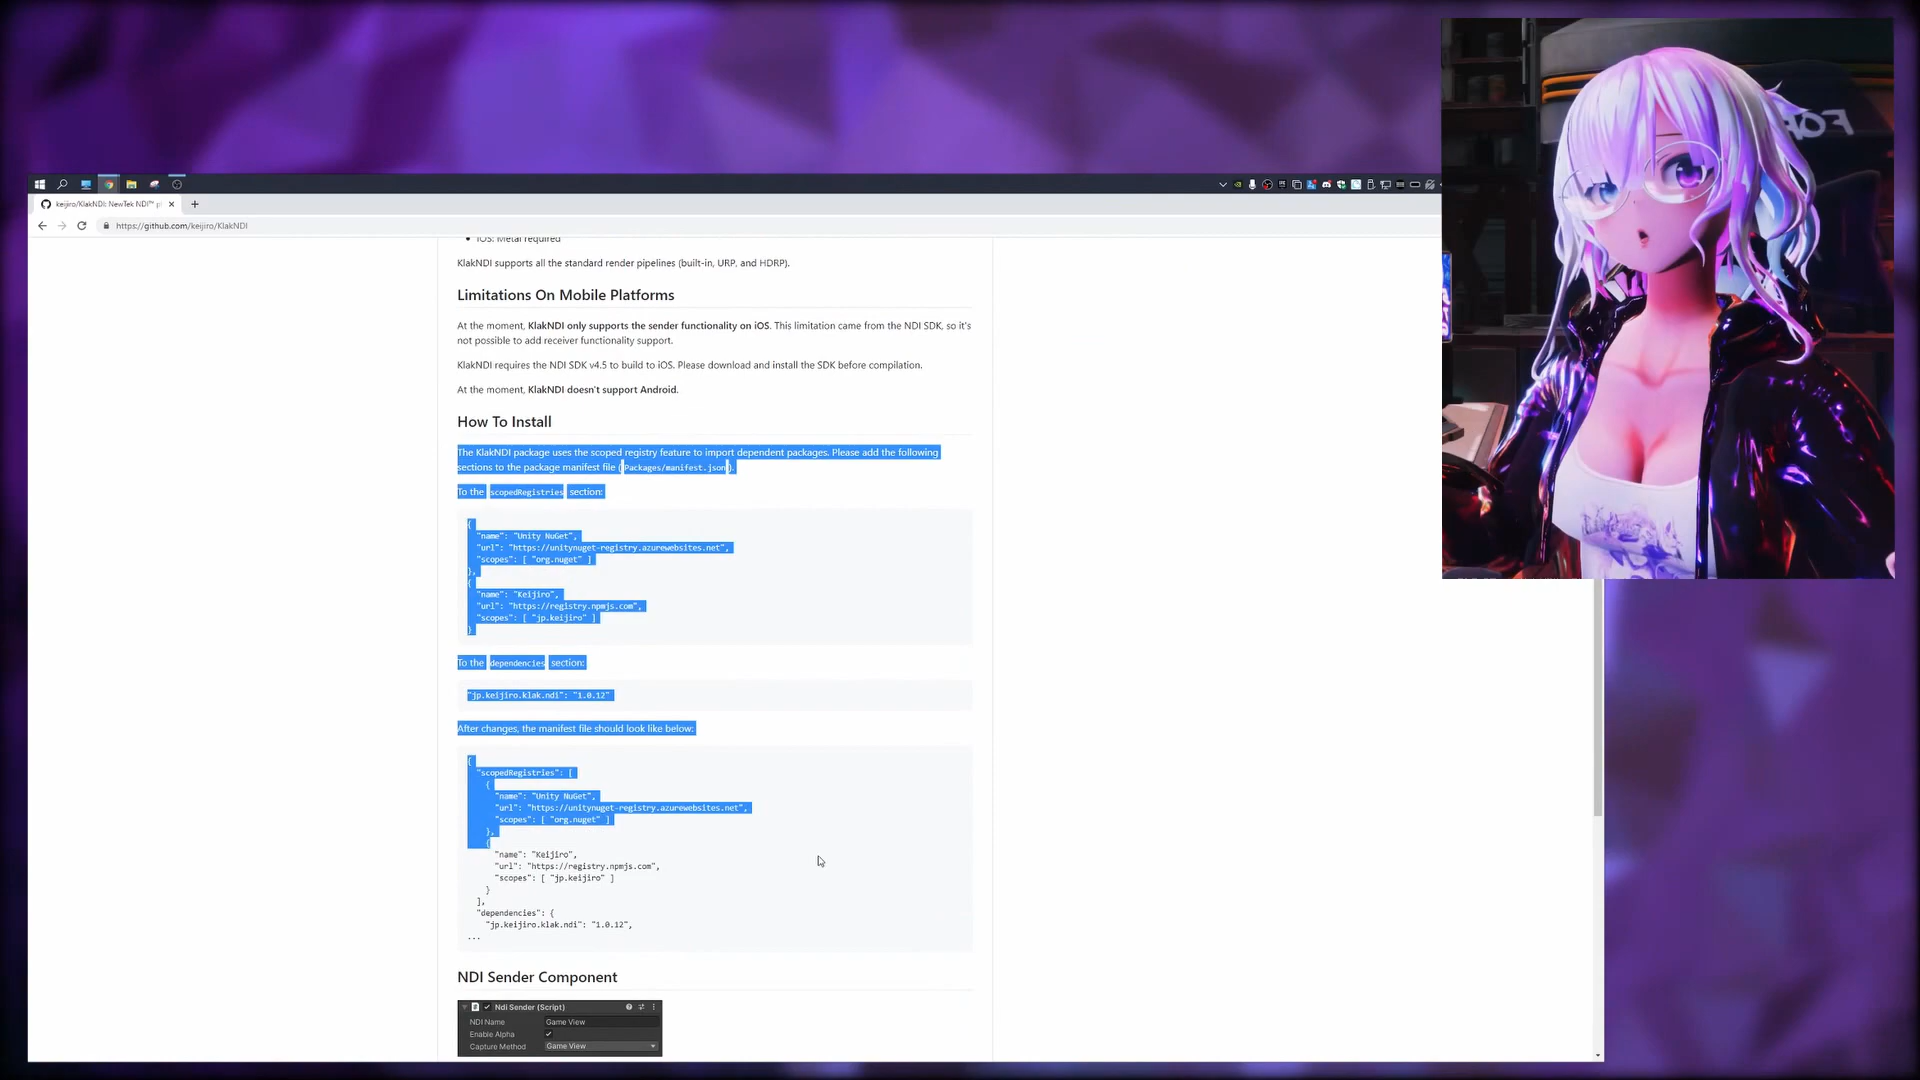 keijiro/KlakNDI: NewTek NDI™ p
https://github.com/keijiro/KlakNDI
iOS: Metal required
KlakNDI supports all the standard render pipelines (built-in, URP, and HDRP).
Limitations On Mobile Platforms
At the moment, KlakNDI only supports the sender functionality on iOS. This limitation came from the NDI SDK, so it's
not possible to add receiver functionality support.
KlakNDI requires the NDI SDK v4.5 to build to iOS. Please download and install the SDK before compilation.
At the moment, KlakNDI doesn't support Android.
How To Install
The KlakNDI package uses the scoped registry feature to import dependent packages. Please add the following
sections to the package manifest file (Packages/manifest.json).
To the scopedRegistries section:
{
"name": "Unity NuGet",
"url": "https://unitynuget-registry.azurewebsites.net",
"scopes": [ "org.nuget" ]
},
{
"name": "Keijiro",
"url": "https://registry.npmjs.com",
"scopes": [ "jp.keijiro" ]
}
To the dependencies section:
"jp.keijiro.klak.ndi": "1.0.12"
After changes, the manifest file should look like below:
{
"scopedRegistries": [
{
"name": "Unity NuGet",
"url": "https://unitynuget-registry.azurewebsites.net",
"scopes": [ "org.nuget" ]
},
{
"name": "Keijiro",
"url": "https://registry.npmjs.com",
"scopes": [ "jp.keijiro" ]
}
],
"dependencies": {
"jp.keijiro.klak.ndi": "1.0.12",
...
NDI Sender Component
Ndi Sender (Script)
NDI Name Game View
Enable Alpha
Capture Method Game View